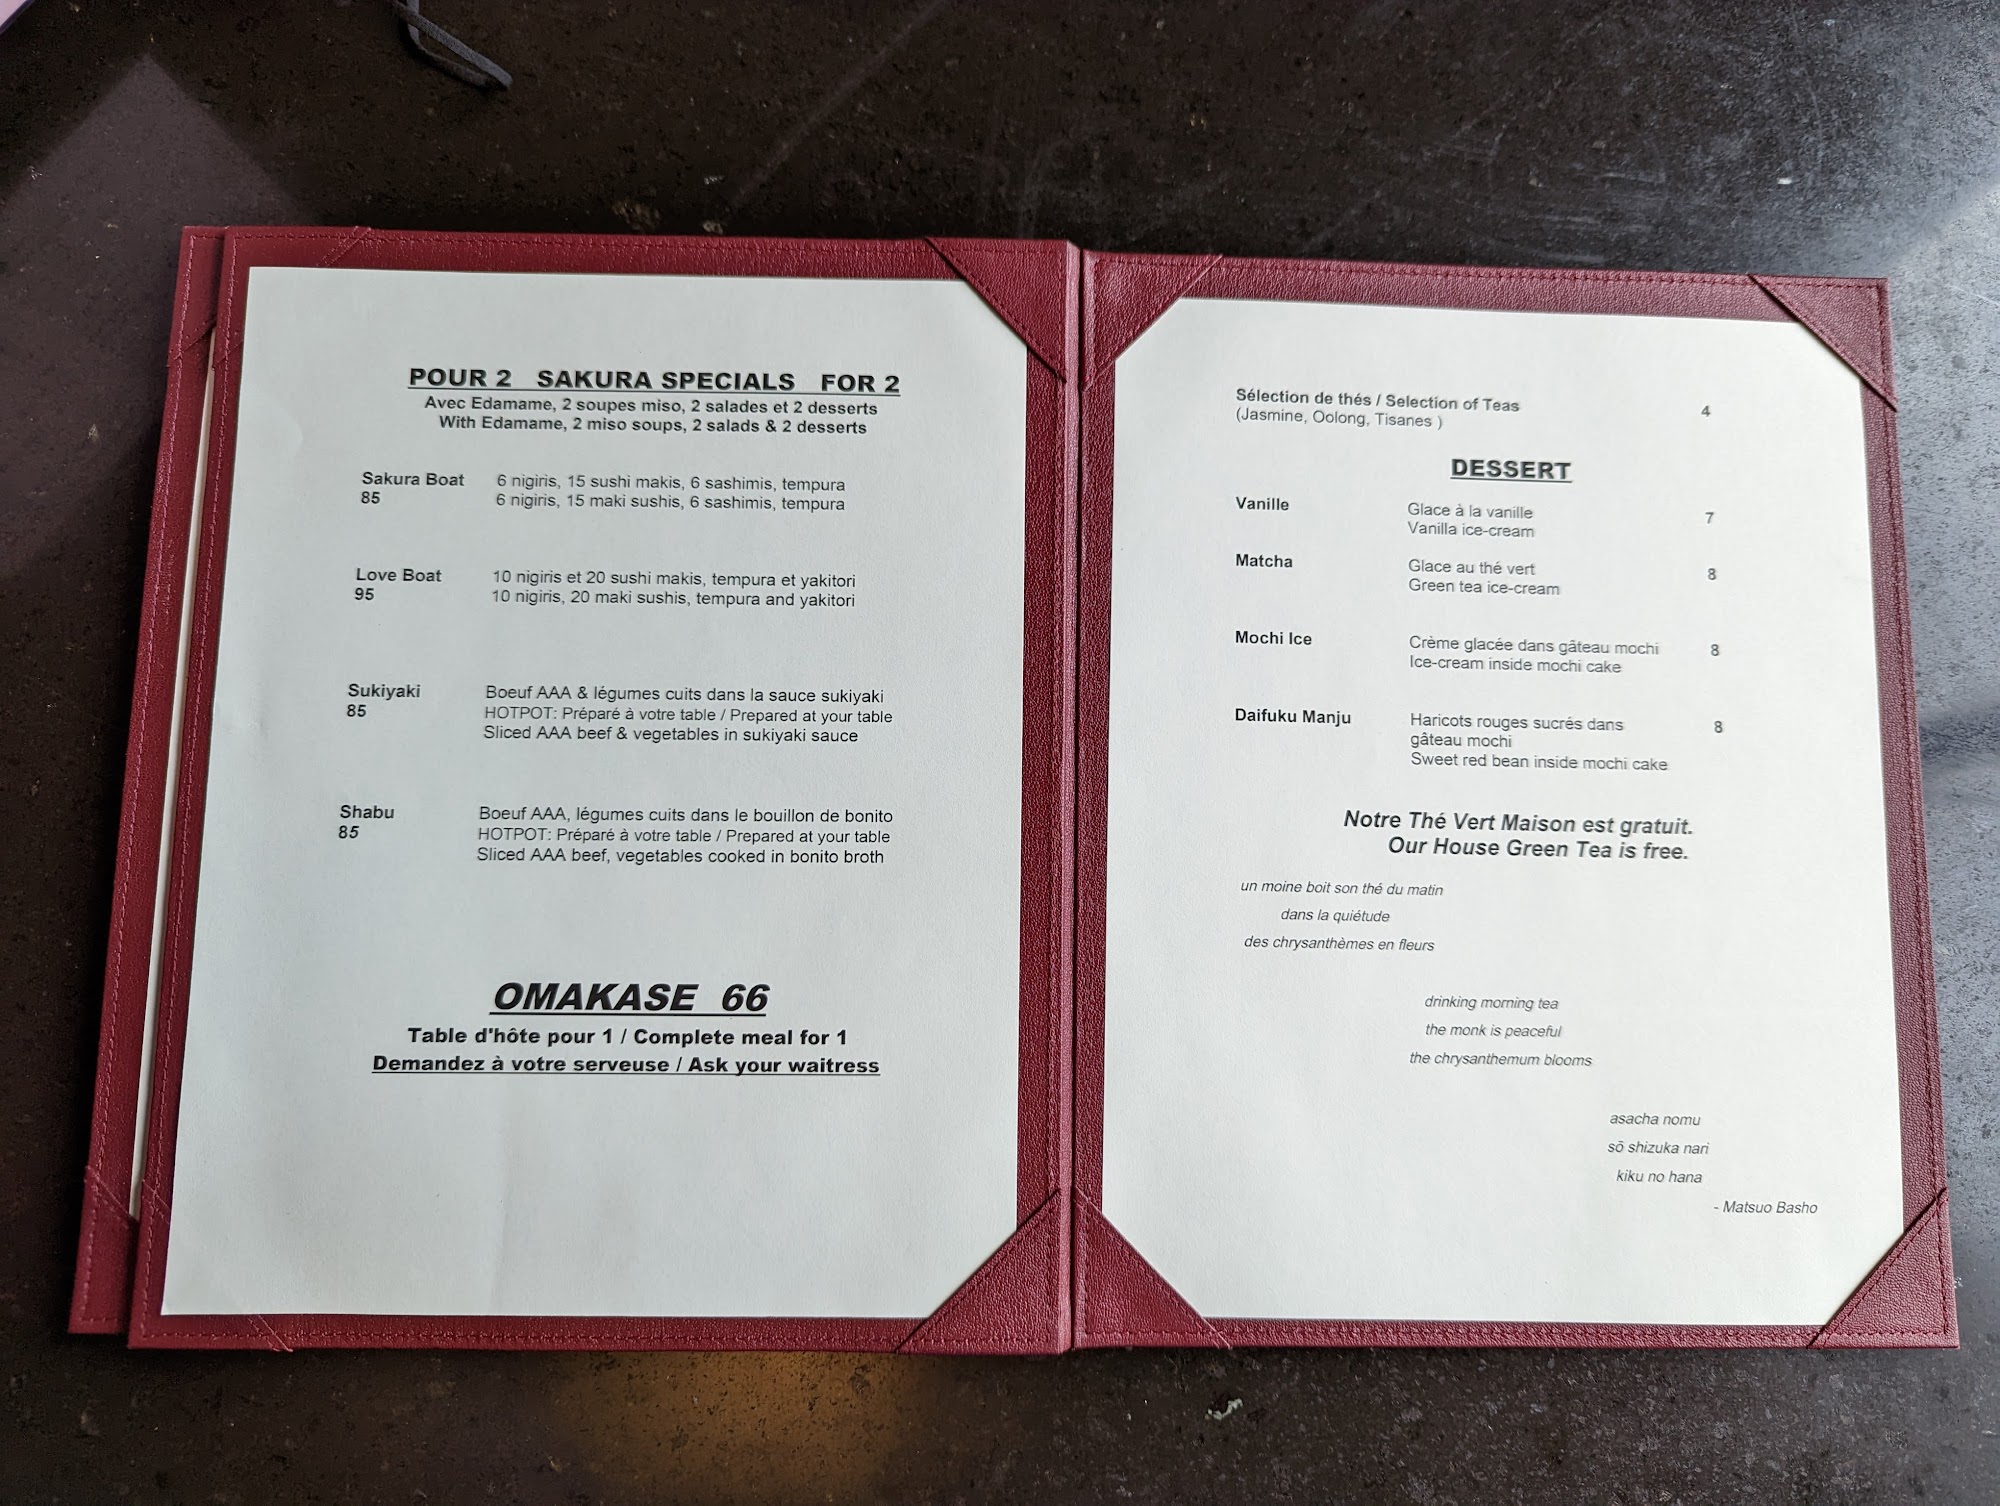 POUR 2 SAKURA SPECIALS FOR 2
Avec Edamame, 2 soupes miso, 2 salades et 2 desserts
With Edamame, 2 miso soups, 2 salads & 2 desserts
Sakura Boat 6 nigiris, 15 sushi makis, 6 sashimis, tempura
85 6 nigiris, 15 maki sushis, 6 sashimis, tempura
Love Boat 10 nigiris et 20 sushi makis, tempura et yakitori
95 10 nigiris, 20 maki sushis, tempura and yakitori
Sukiyaki Boeuf AAA & légumes cuits dans la sauce sukiyaki
85 HOTPOT: Préparé à votre table / Prepared at your table
Sliced AAA beef & vegetables in sukiyaki sauce
Shabu Boeuf AAA, légumes cuits dans le bouillon de bonito
85 HOTPOT: Préparé à votre table / Prepared at your table
Sliced AAA beef, vegetables cooked in bonito broth
OMAKASE 66
Table d'hôte pour 1 / Complete meal for 1
Demandez à votre serveuse / Ask your waitress
Sélection de thés / Selection of Teas 4
(Jasmine, Oolong, Tisanes )
DESSERT
Vanille Glace à la vanille 7
Vanilla ice-cream
Matcha Glace au thé vert 8
Green tea ice-cream
Mochi Ice Crème glacée dans gâteau mochi 8
Ice-cream inside mochi cake
Daifuku Manju Haricots rouges sucrés dans 8
gâteau mochi
Sweet red bean inside mochi cake
Notre Thé Vert Maison est gratuit.
Our House Green Tea is free.
un moine boit son thé du matin
dans la quiétude
des chrysanthèmes en fleurs
drinking morning tea
the monk is peaceful
the chrysanthemum blooms
asacha nomu
sō shizuka nari
kiku no hana
- Matsuo Basho